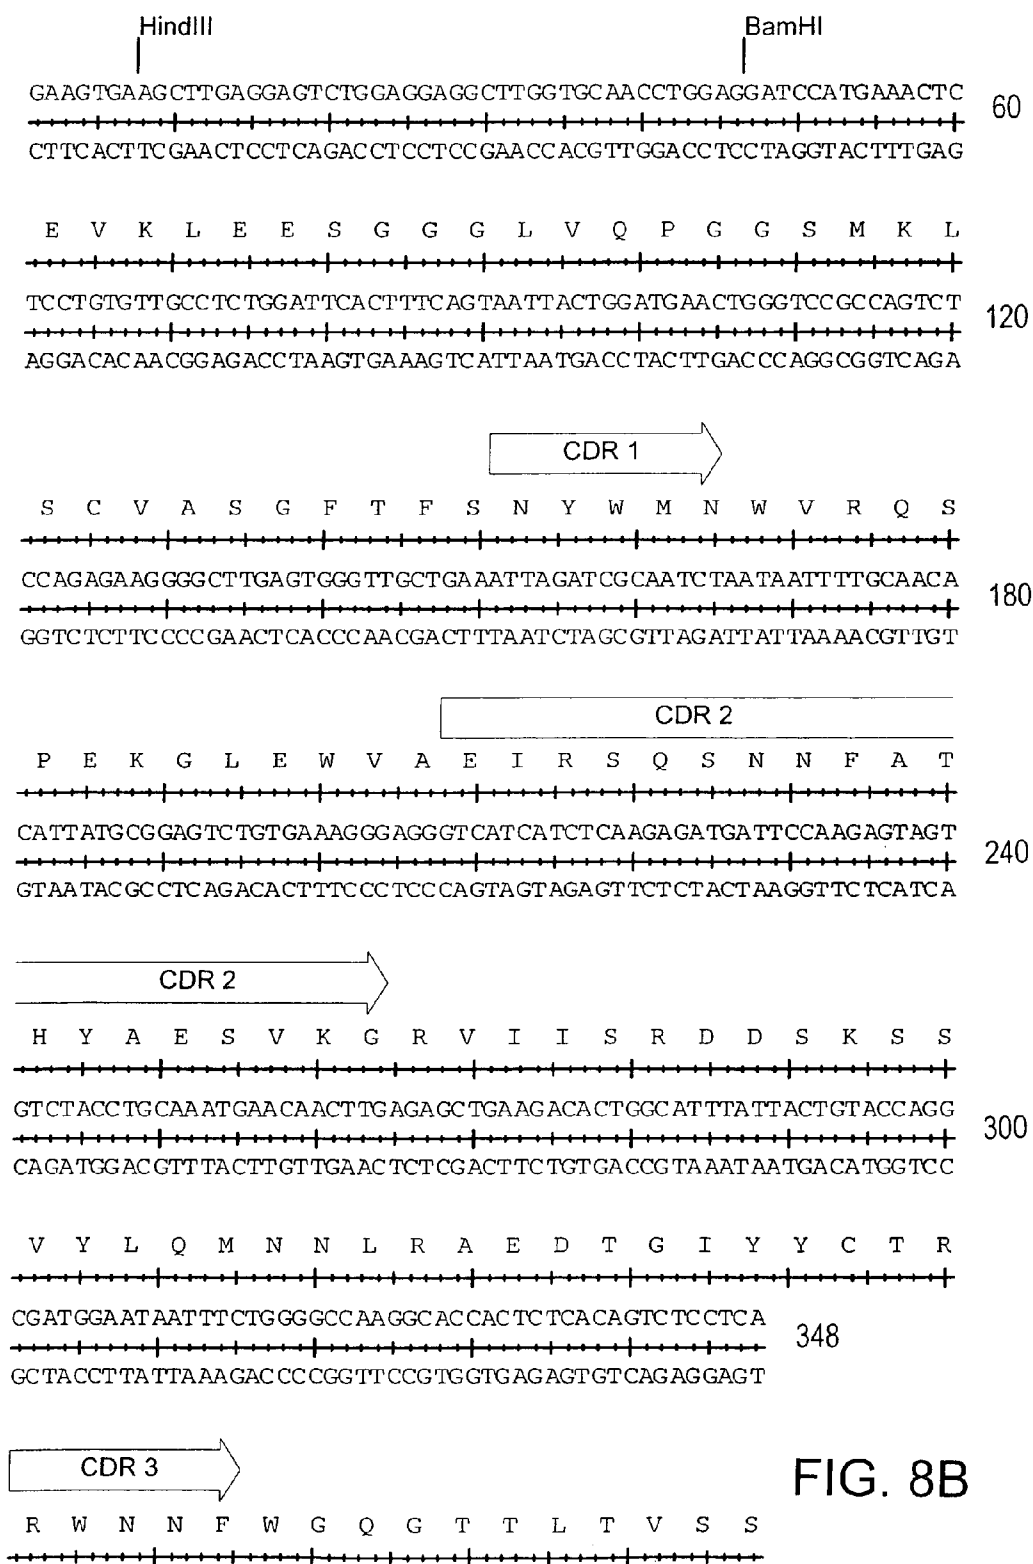 HindIII BamHI
GAAGTGAAGCTTGAGGAGTCTGGAGGAGGCTTGGTGCAACCTGGAGGATCCATGAAACTC
60
CTTCACTTCGAACTCCTCAGACCTCCTCCGAACCACGTTGGACCTCCTAGGTACTTTGAG
E V K L E E S G G G L V Q P G G S M K L
TCCTGTGTTGCCTCTGGATTCACTTTCAGTAATTACTGGATGAACTGGGTCCGCCAGTCT
120
AGGACACAACGGAGACCTAAGTGAAAGTCATTAATGACCTACTTGACCCAGGCGGTCAGA
CDR 1
S C V A S G F T F S N Y W M N W V R Q S
CCAGAGAAGGGGCTTGAGTGGGTTGCTGAAATTAGATCGCAATCTAATAATTTTGCAACA
180
GGTCTCTTCCCCGAACTCACCCAACGACTTTAATCTAGCGTTAGATTATTAAAACGTTGT
CDR 2
P E K G L E W V A E I R S Q S N N F A T
CATTATGCGGAGTCTGTGAAAGGGAGGGTCATCATCTCAAGAGATGATTCCAAGAGTAGT
240
GTAATACGCCTCAGACACTTTCCCTCCCAGTAGTAGAGTTCTCTACTAAGGTTCTCATCA
CDR 2
H Y A E S V K G R V I I S R D D S K S S
GTCTACCTGCAAATGAACAACTTGAGAGCTGAAGACACTGGCATTTATTACTGTACCAGG
300
CAGATGGACGTTTACTTGTTGAACTCTCGACTTCTGTGACCGTAAATAATGACATGGTCC
V Y L Q M N N L R A E D T G I Y Y C T R
CGATGGAATAATTTCTGGGGCCAAGGCACCACTCTCACAGTCTCCTCA
348
GCTACCTTATTAAAGACCCCGGTTCCGTGGTGAGAGTGTCAGAGGAGT
CDR 3
FIG. 8B
R W N N F W G Q G T T L T V S S